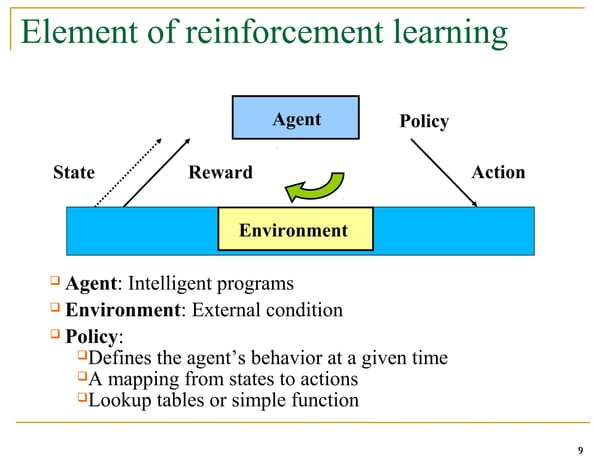 Element of reinforcement learning
Agent
Policy
State
Reward
Action
Environment
Agent: Intelligent programs
Environment: External condition
Policy:
Defines the agent’s behavior at a given time
A mapping from states to actions
Lookup tables or simple function
9